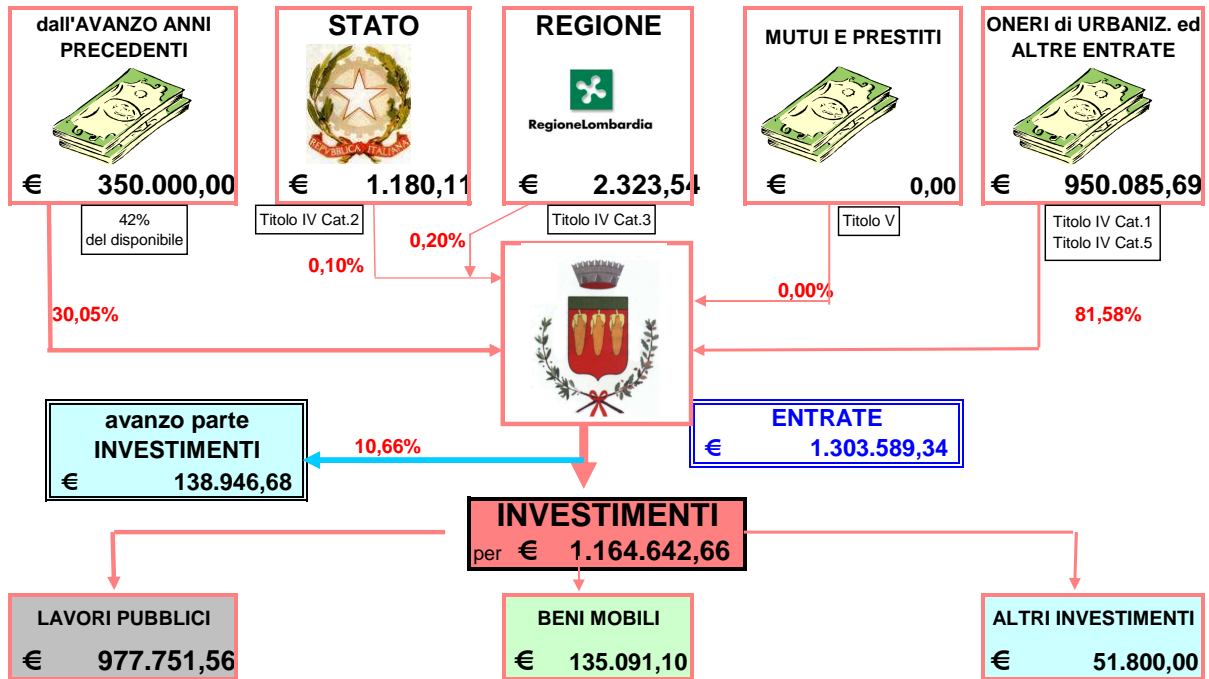 dall'AVANZO ANNI
PRECEDENTI
€ 350.000,00
42%
del disponibile
STATO
REPVBBLICA ITALIANA
€ 1.180,11
Titolo IV Cat.2
REGIONE
RegioneLombardia
€ 2.323,54
Titolo IV Cat.3
MUTUI E PRESTITI
€ 0,00
Titolo V
ONERI di URBANIZ. ed
ALTRE ENTRATE
€ 950.085,69
Titolo IV Cat.1
Titolo IV Cat.5
0,20%
0,10%
0,00%
30,05%
81,58%
avanzo parte
INVESTIMENTI
€ 138.946,68
10,66%
ENTRATE
€ 1.303.589,34
INVESTIMENTI
per € 1.164.642,66
LAVORI PUBBLICI
€ 977.751,56
BENI MOBILI
€ 135.091,10
ALTRI INVESTIMENTI
€ 51.800,00